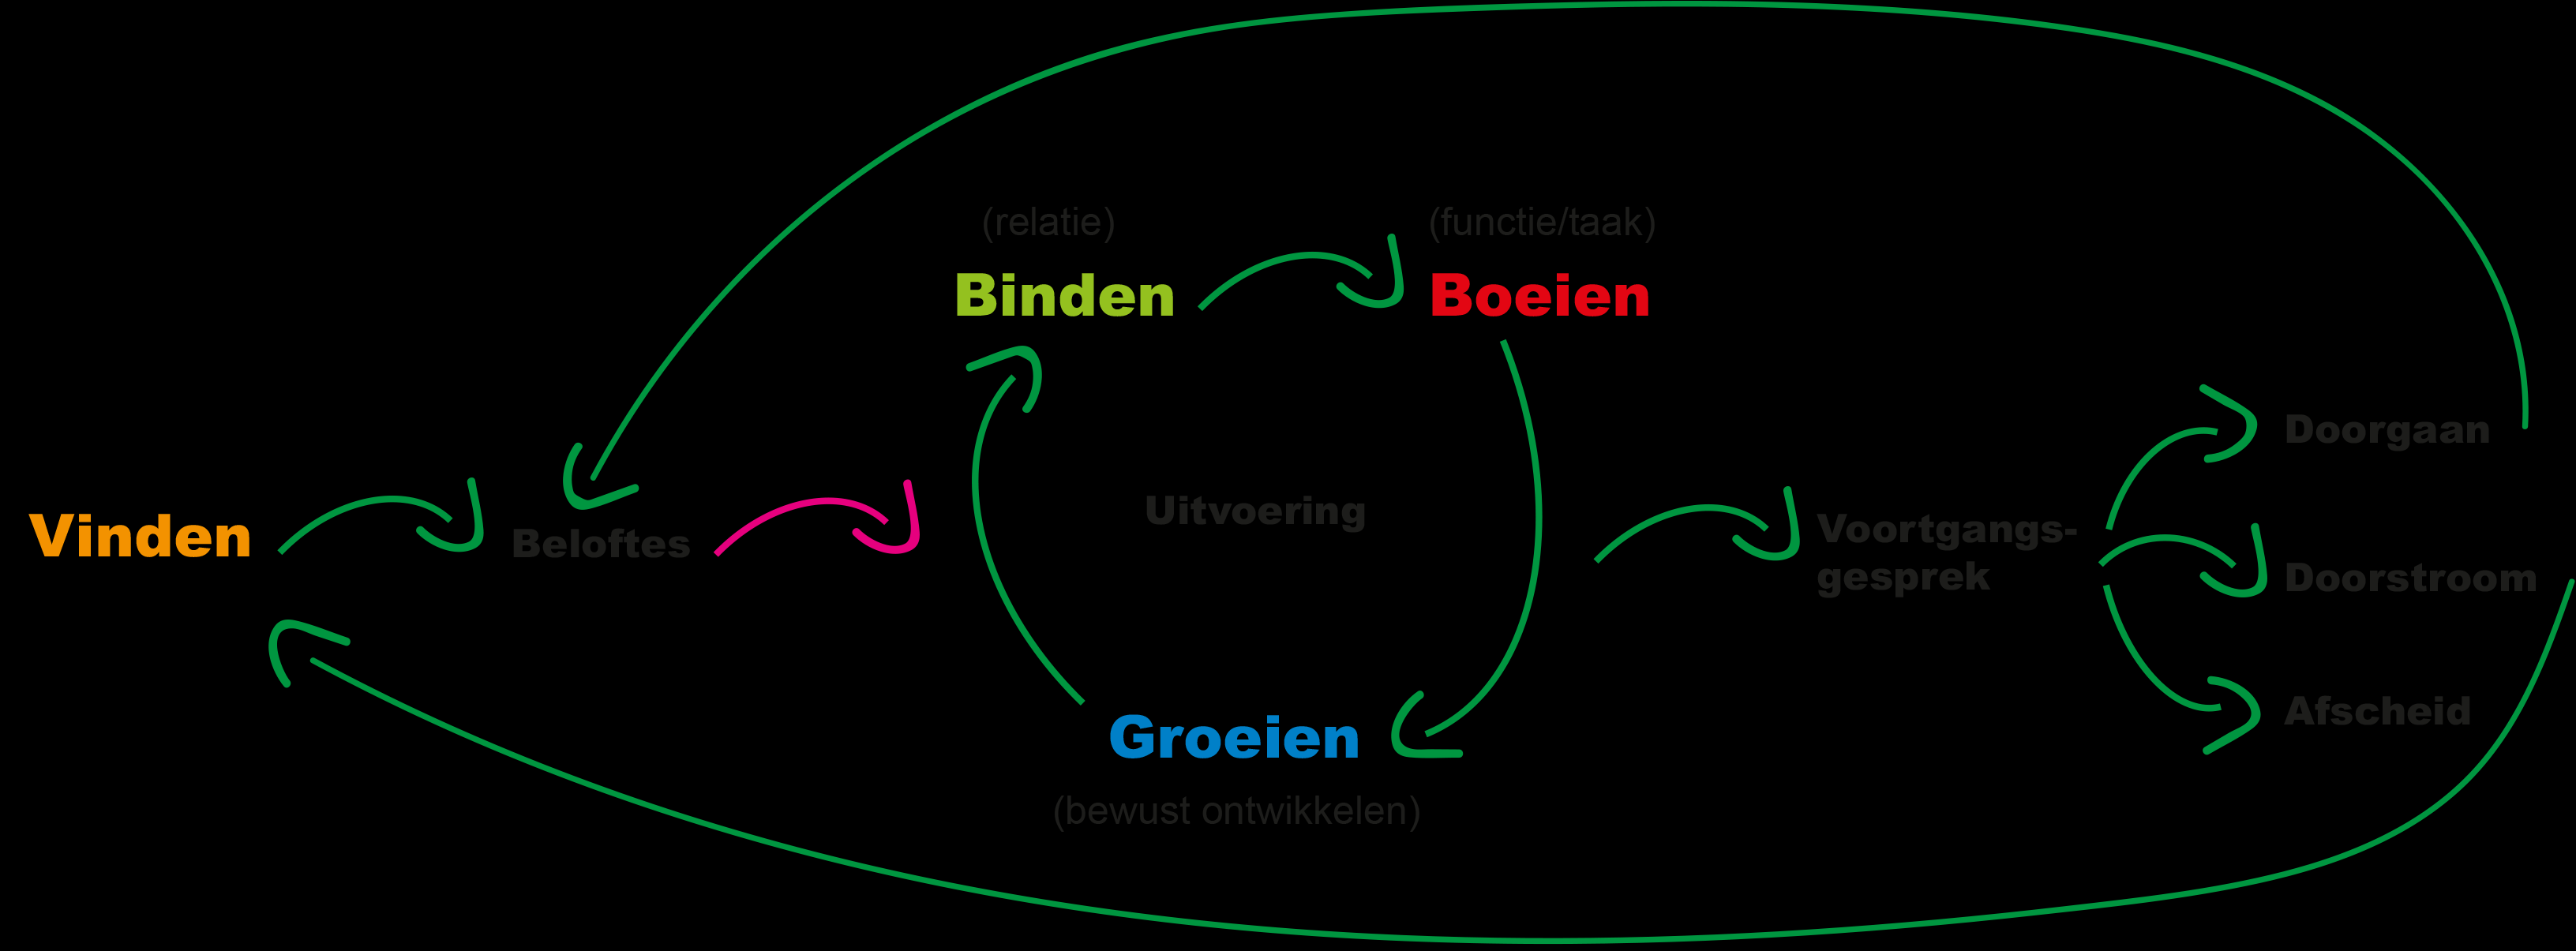 Vinden
Beloftes
(relatie)
Binden
(functie/taak)
Boeien
Uitvoering
Groeien
(bewust ontwikkelen)
Voortgangs-
gesprek
Doorgaan
Doorstroom
Afscheid